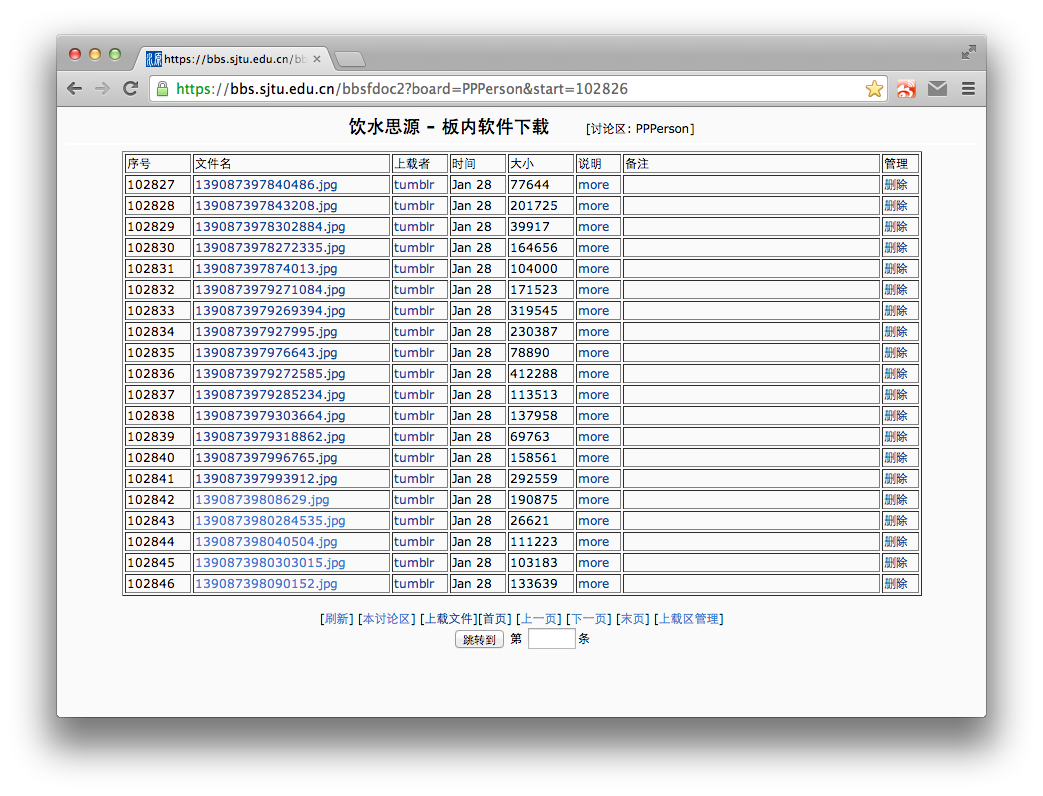 https://bbs.sjtu.edu.cn/bb
https://bbs.sjtu.edu.cn/bbsfdoc2?board=PPPerson&start=102826
饮水思源 - 板内软件下载 [讨论区: PPPerson]
序号 文件名 上载者 时间 大小 说明 备注 管理
102827 139087397840486.jpg tumblr Jan 28 77644 more 删除
102828 139087397843208.jpg tumblr Jan 28 201725 more 删除
102829 1390873978302884.jpg tumblr Jan 28 39917 more 删除
102830 1390873978272335.jpg tumblr Jan 28 164656 more 删除
102831 139087397874013.jpg tumblr Jan 28 104000 more 删除
102832 1390873979271084.jpg tumblr Jan 28 171523 more 删除
102833 1390873979269394.jpg tumblr Jan 28 319545 more 删除
102834 139087397927995.jpg tumblr Jan 28 230387 more 删除
102835 139087397976643.jpg tumblr Jan 28 78890 more 删除
102836 1390873979272585.jpg tumblr Jan 28 412288 more 删除
102837 1390873979285234.jpg tumblr Jan 28 113513 more 删除
102838 1390873979303664.jpg tumblr Jan 28 137958 more 删除
102839 1390873979318862.jpg tumblr Jan 28 69763 more 删除
102840 139087397996765.jpg tumblr Jan 28 158561 more 删除
102841 139087397993912.jpg tumblr Jan 28 292559 more 删除
102842 13908739808629.jpg tumblr Jan 28 190875 more 删除
102843 1390873980284535.jpg tumblr Jan 28 26621 more 删除
102844 139087398040504.jpg tumblr Jan 28 111223 more 删除
102845 1390873980303015.jpg tumblr Jan 28 103183 more 删除
102846 139087398090152.jpg tumblr Jan 28 133639 more 删除
[刷新] [本讨论区] [上载文件][首页] [上一页] [下一页] [末页] [上载区管理]
跳转到 第 条